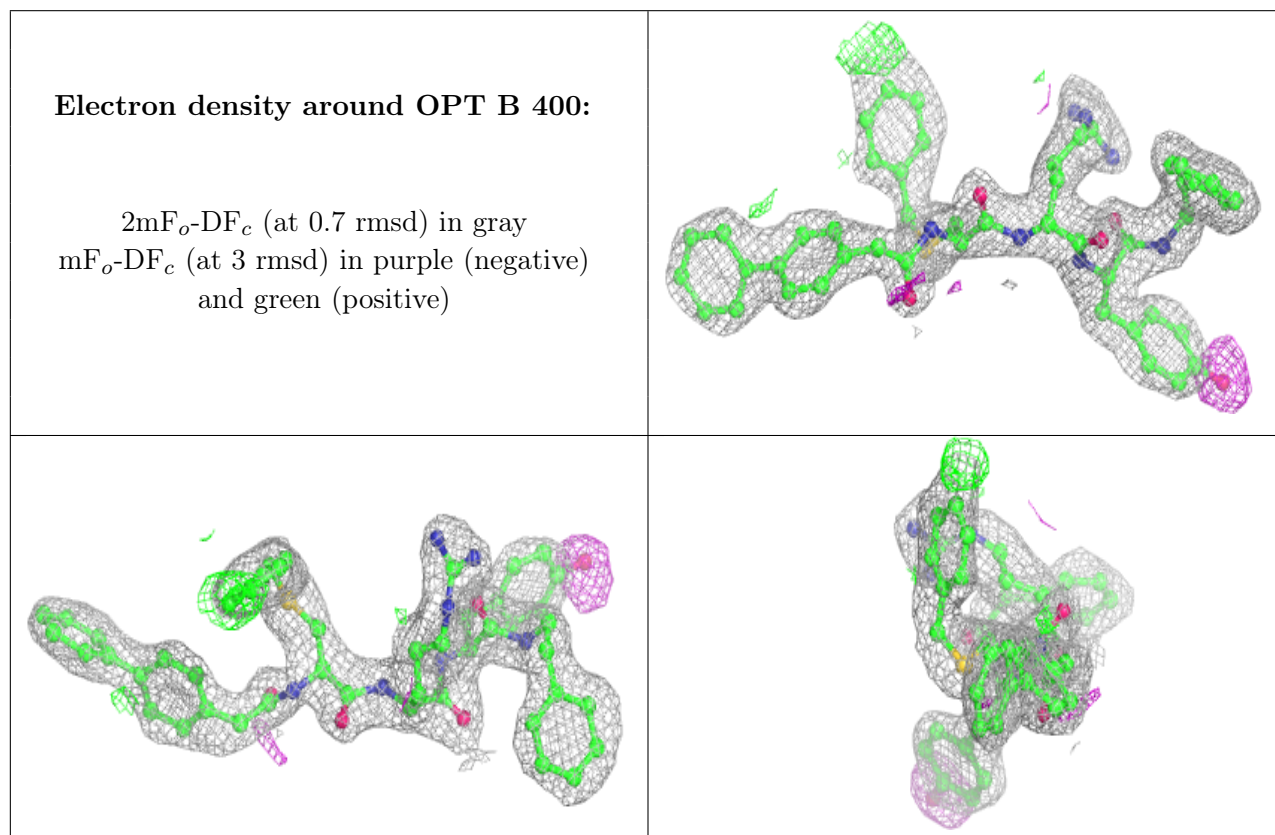 Electron density around OPT B 400:
2mFₒ-DF𝒸 (at 0.7 rmsd) in gray
mFₒ-DF𝒸 (at 3 rmsd) in purple (negative)
and green (positive)